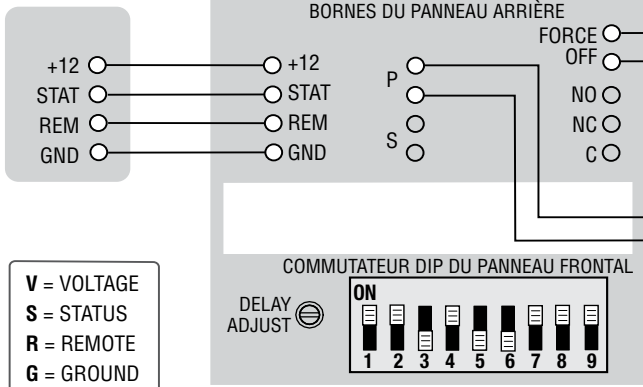 BORNES DU PANNEAU ARRIÈRE
FORCE
OFF
+12
STAT
REM
GND
+12
STAT
REM
GND
P
S
NO
NC
C
V = VOLTAGE
S = STATUS
R = REMOTE
G = GROUND
COMMUTATEUR DIP DU PANNEAU FRONTAL
DELAY
ADJUST
ON
1 2 3 4 5 6 7 8 9